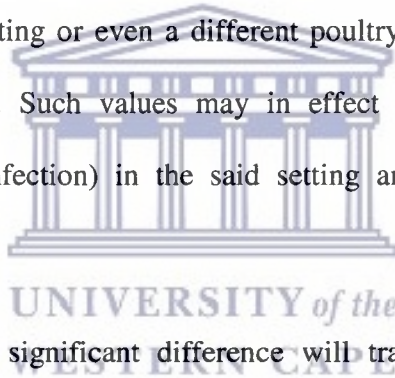 ting or even a different poultry
Such values may in effect
nfection) in the said setting an
UNIVERSITY of the
significant difference will tra
WESTERN CAPE